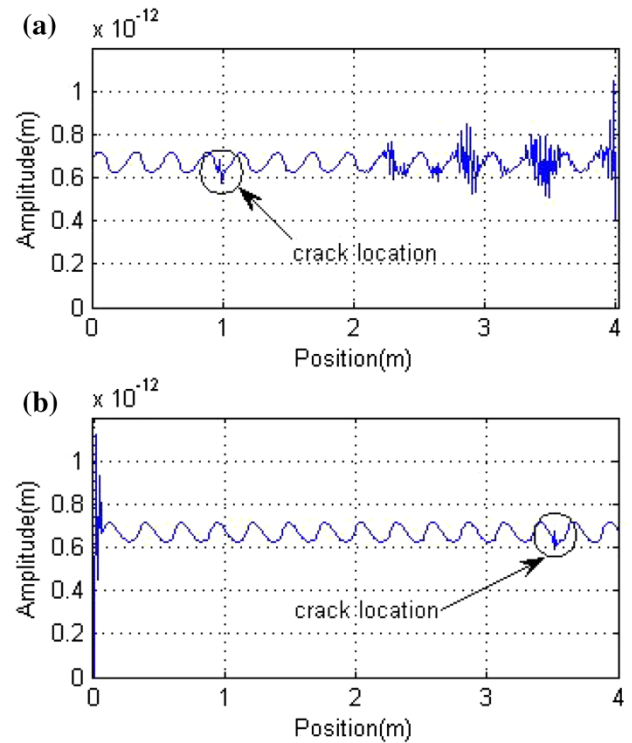 (a)
x 10-12
1
0.8
0.6
0.4
0.2
0
Amplitude(m)
crack location
0 1 2 3 4
Position(m)
(b)
x 10-12
1
0.8
0.6
0.4
0.2
0
Amplitude(m)
crack location
0 1 2 3 4
Position(m)